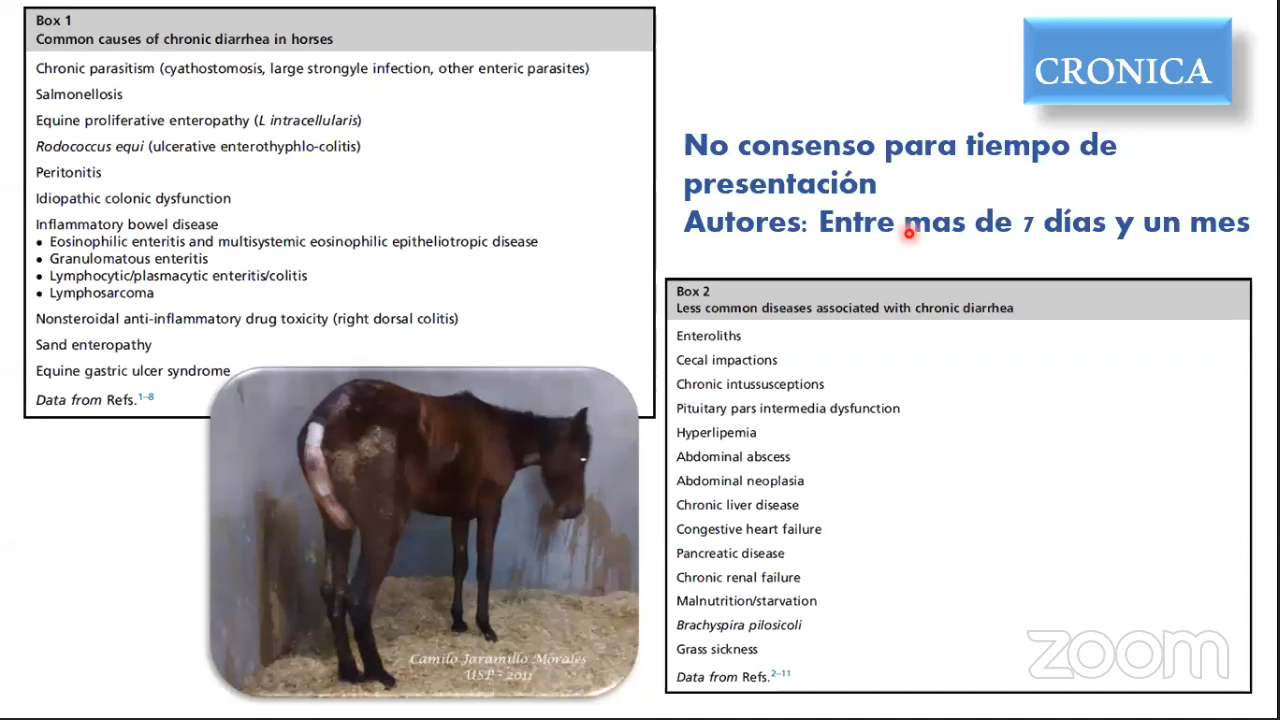 Box 1
Common causes of chronic diarrhea in horses
Chronic parasitism (cyathostomosis, large strongyle infection, other enteric parasites)
Salmonellosis
Equine proliferative enteropathy (L intracellularis)
Rodococcus equi (ulcerative enterothyphlo-colitis)
Peritonitis
Idiopathic colonic dysfunction
Inflammatory bowel disease
• Eosinophilic enteritis and multisystemic eosinophilic epitheliotropic disease
• Granulomatous enteritis
• Lymphocytic/plasmacytic enteritis/colitis
• Lymphosarcoma
Nonsteroidal anti-inflammatory drug toxicity (right dorsal colitis)
Sand enteropathy
Equine gastric ulcer syndrome
Data from Refs.1–8
Camilo Jaramillo Morales
USP - 2011
CRONICA
No consenso para tiempo de
presentación
Autores: Entre mas de 7 días y un mes
Box 2
Less common diseases associated with chronic diarrhea
Enteroliths
Cecal impactions
Chronic intussusceptions
Pituitary pars intermedia dysfunction
Hyperlipemia
Abdominal abscess
Abdominal neoplasia
Chronic liver disease
Congestive heart failure
Pancreatic disease
Chronic renal failure
Malnutrition/starvation
Brachyspira pilosicoli
Grass sickness
Data from Refs.2–11
zoom